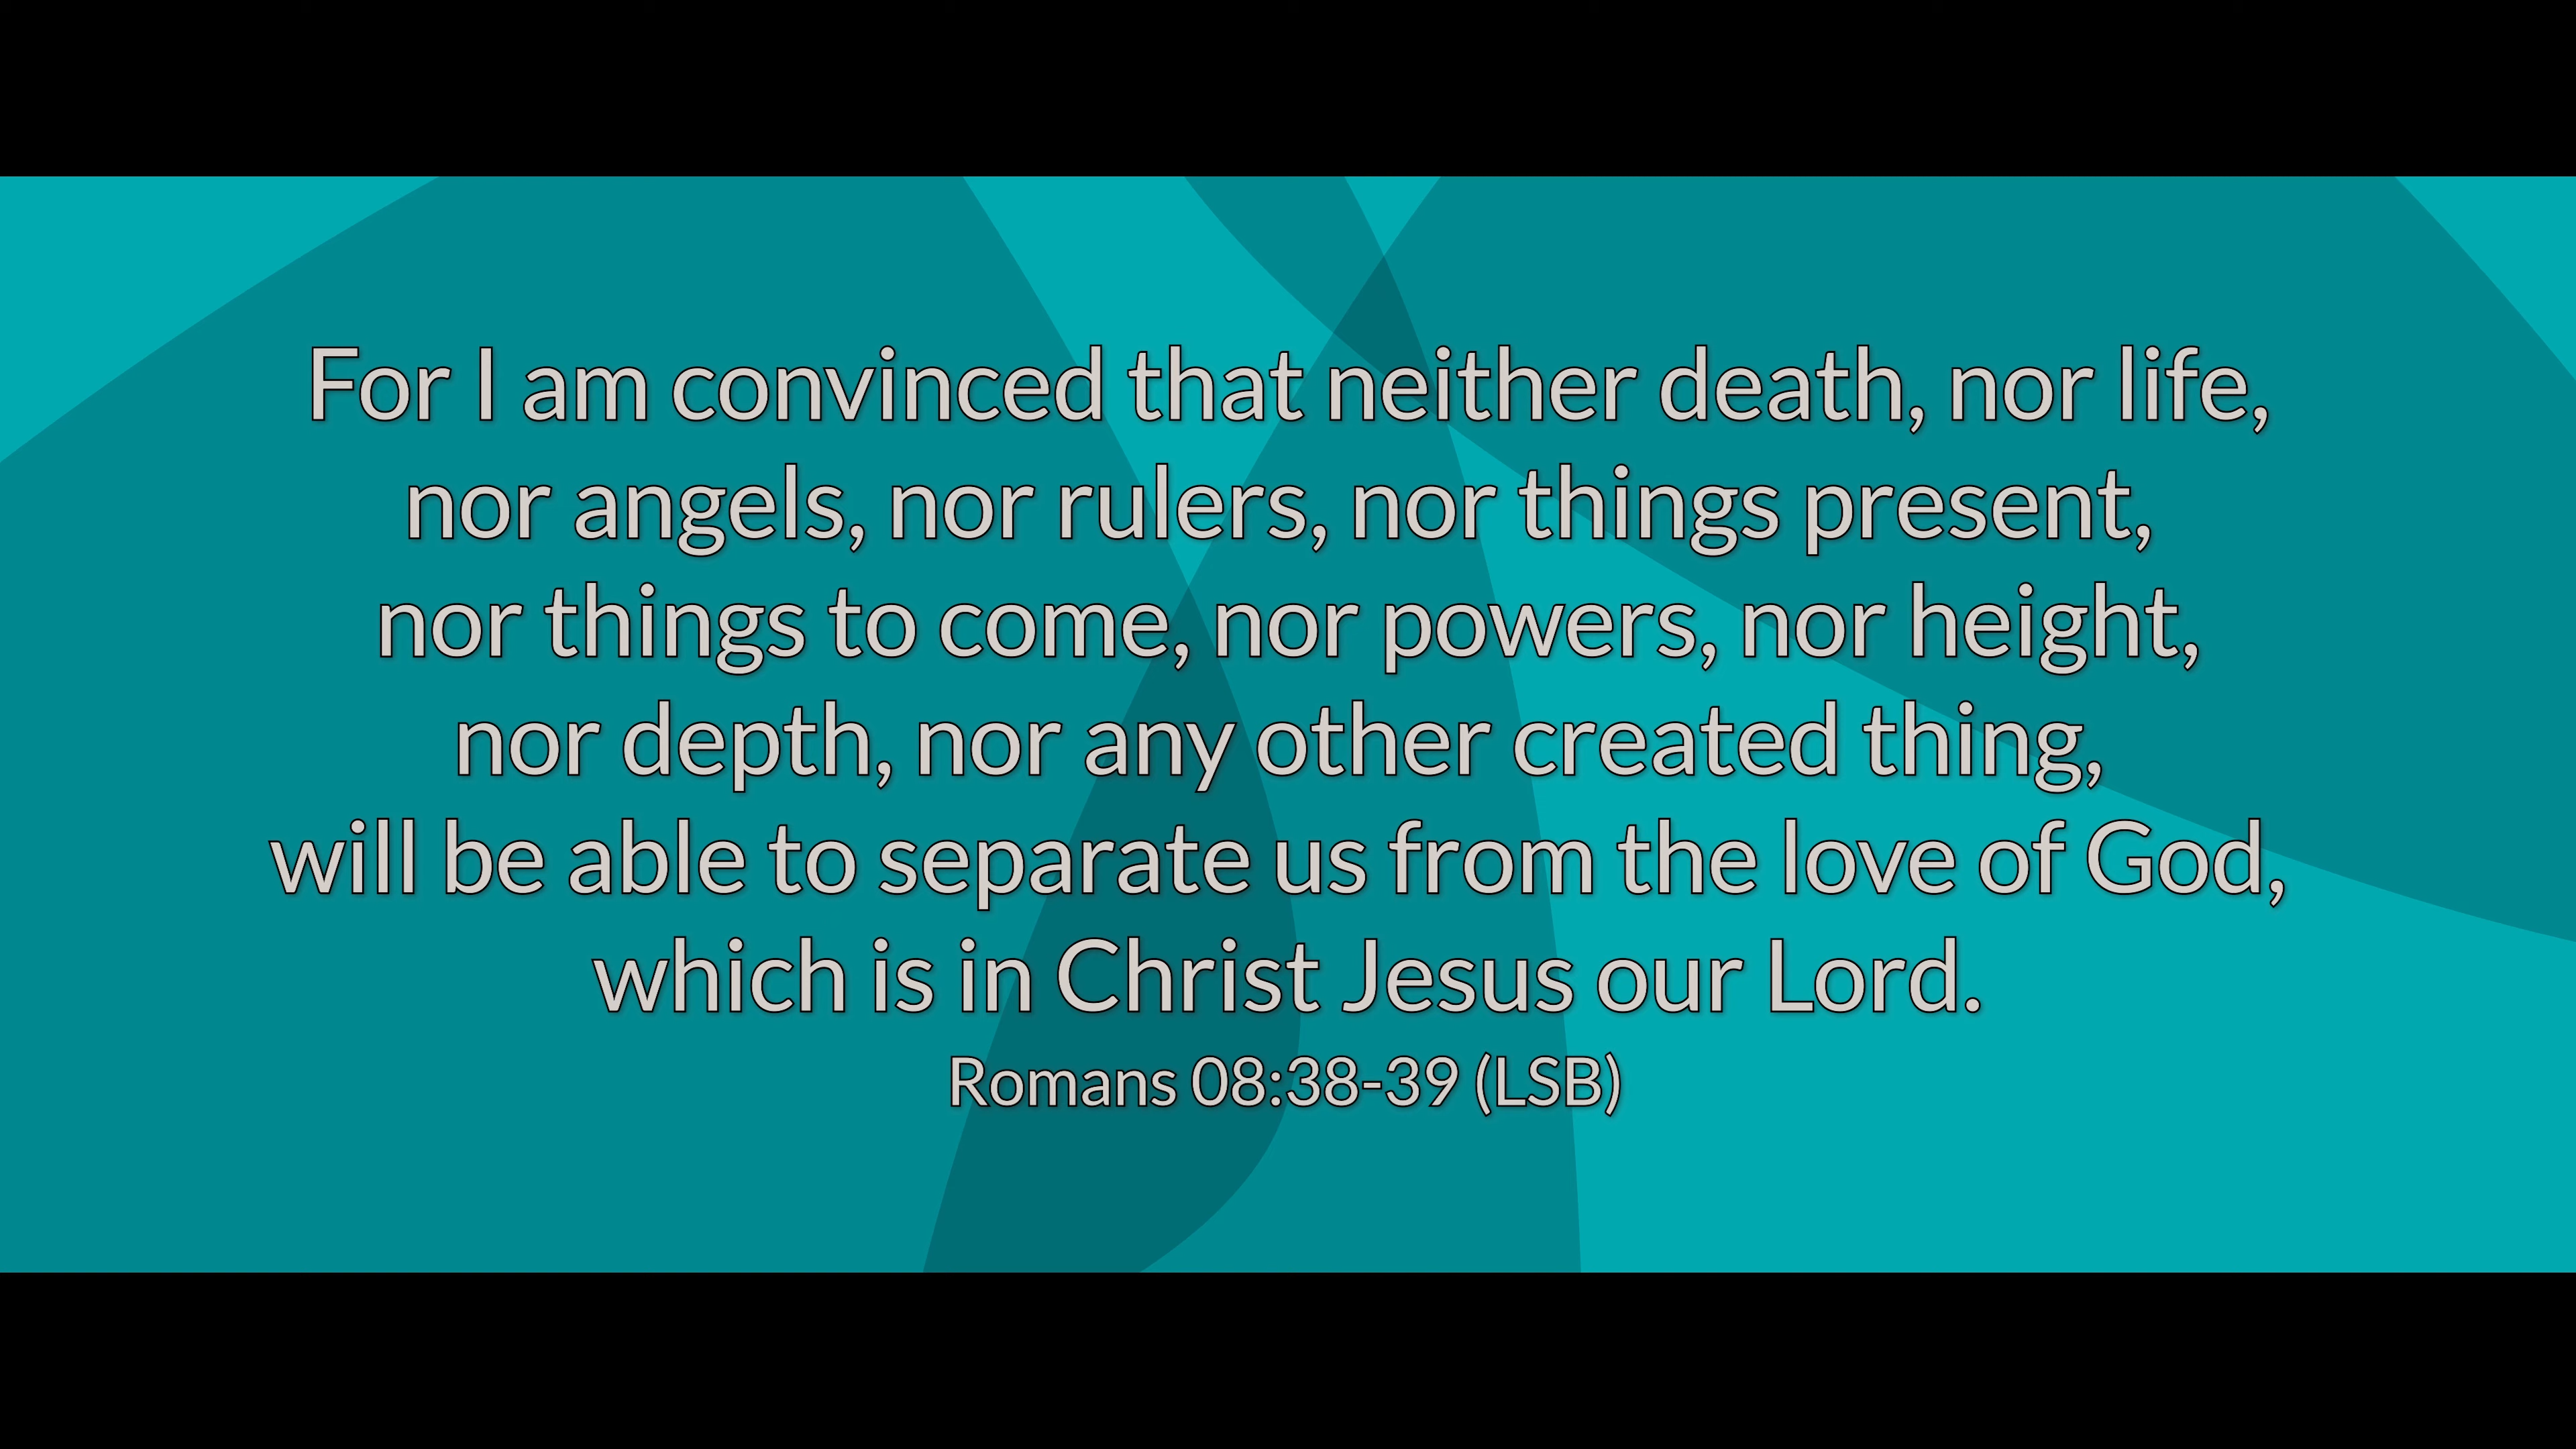 For I am convinced that neither death, nor life,
nor angels, nor rulers, nor things present,
nor things to come, nor powers, nor height,
nor depth, nor any other created thing,
will be able to separate us from the love of God,
which is in Christ Jesus our Lord.
Romans 08:38-39 (LSB)